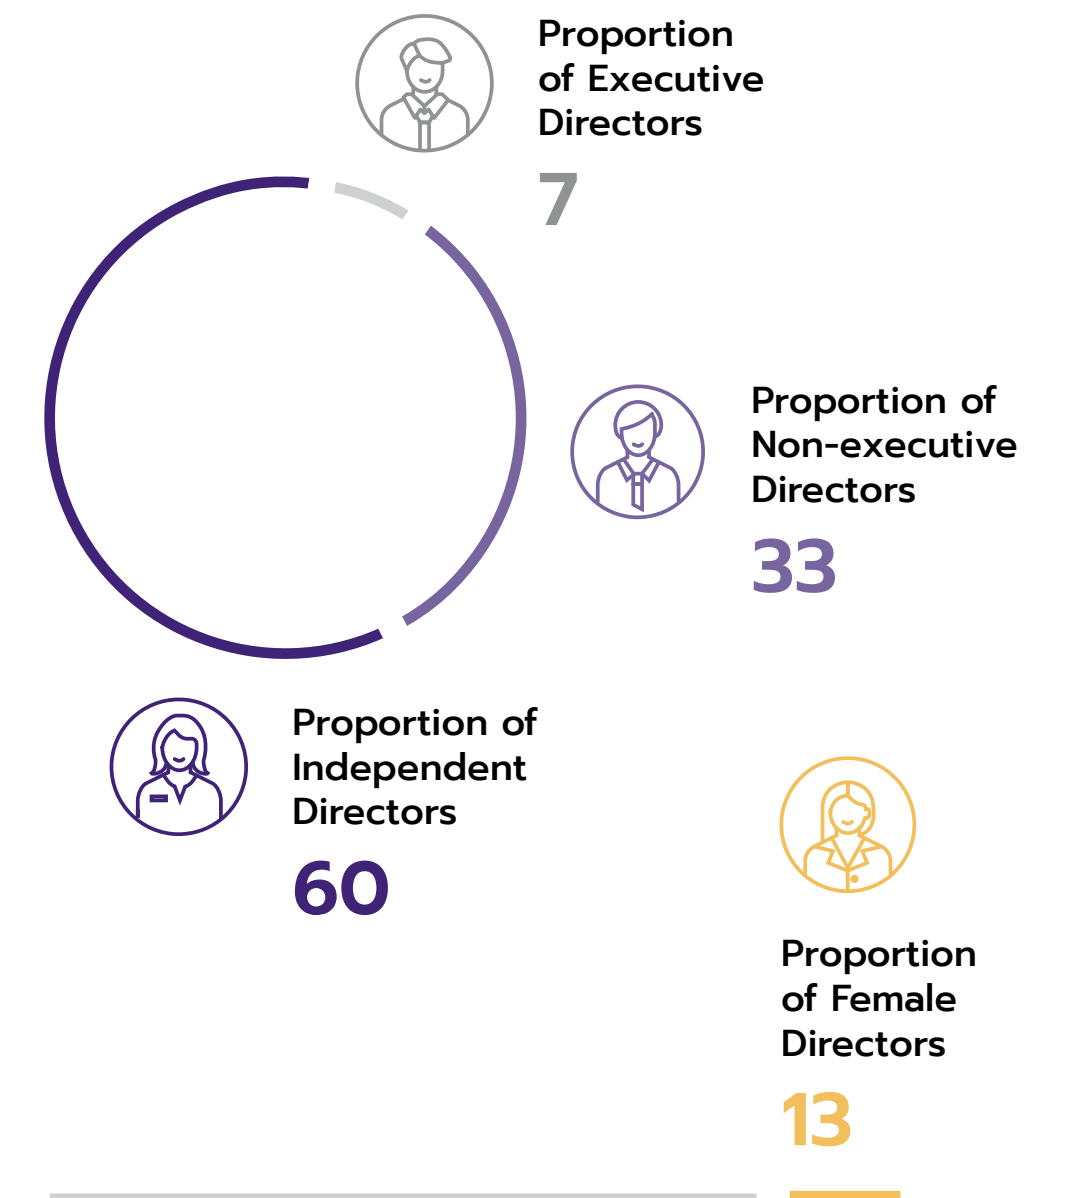 Proportion
of Executive
Directors
7
Proportion of
Non-executive
Directors
33
Proportion of
Independent
Directors
60
Proportion
of Female
Directors
13